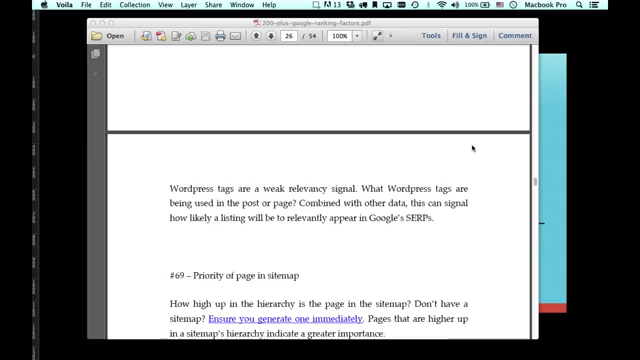 Voila File Edit Collection View Layer Share Window Help 13 4 100% Macbook Pro
200-plus-google-ranking-factors.pdf
Open 26 / 54 100% Tools Fill & Sign Comment
Wordpress tags are a weak relevancy signal. What Wordpress tags are
being used in the post or page? Combined with other data, this can signal
how likely a listing will be to relevantly appear in Google's SERPs.
#69 – Priority of page in sitemap
How high up in the hierarchy is the page in the sitemap? Don't have a
sitemap? Ensure you generate one immediately. Pages that are higher up
in a sitemap's hierarchy indicate a greater importance.